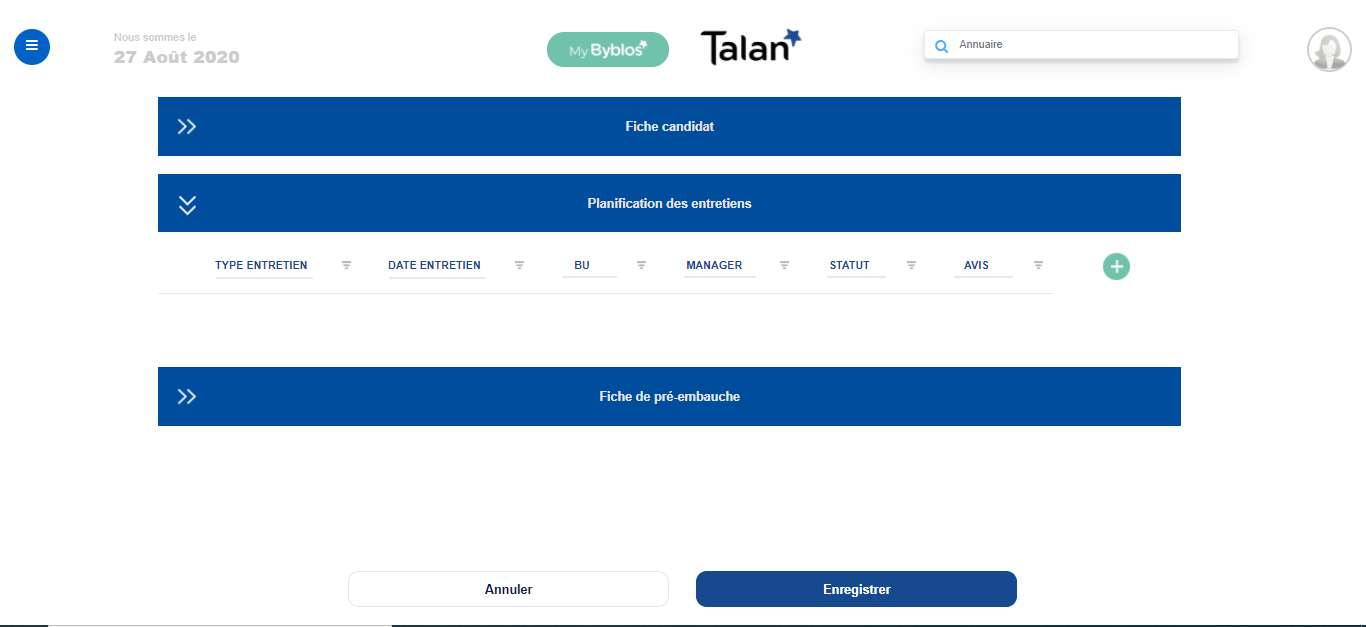 Nous sommes le
27 Août 2020
My Byblos
Talan
Annuaire
Fiche candidat
Planification des entretiens
TYPE ENTRETIEN DATE ENTRETIEN BU MANAGER STATUT AVIS
Fiche de pré-embauche
Annuler Enregistrer